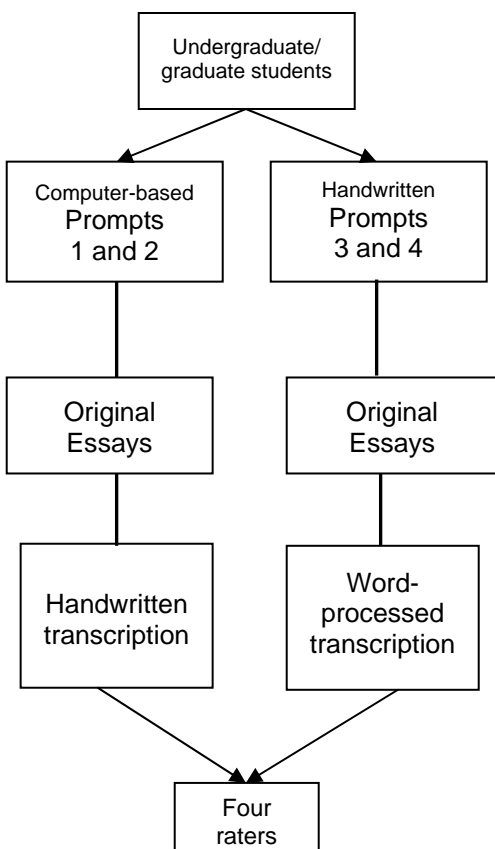 Undergraduate/
graduate students
Computer-based
Prompts
1 and 2
Handwritten
Prompts
3 and 4
Original
Essays
Original
Essays
Handwritten
transcription
Word-
processed
transcription
Four
raters